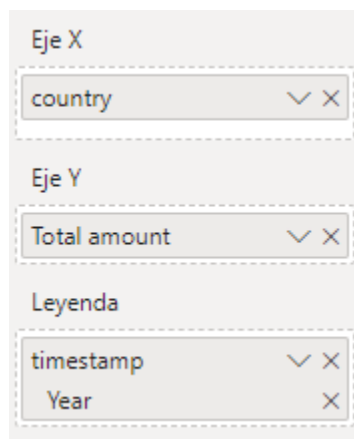 Eje X
country
Eje Y
Total amount
Leyenda
timestamp
Year